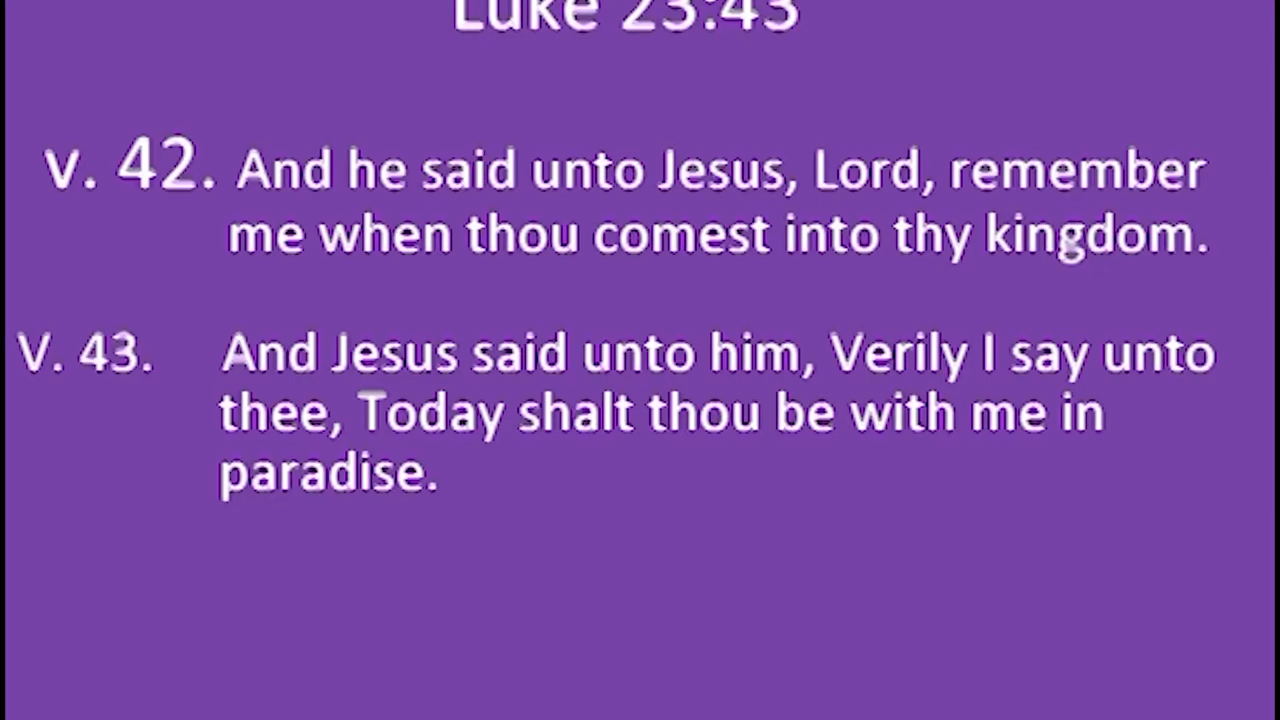 Luke 23:43
v. 42. And he said unto Jesus, Lord, remember
me when thou comest into thy kingdom.
V. 43. And Jesus said unto him, Verily I say unto
thee, Today shalt thou be with me in
paradise.